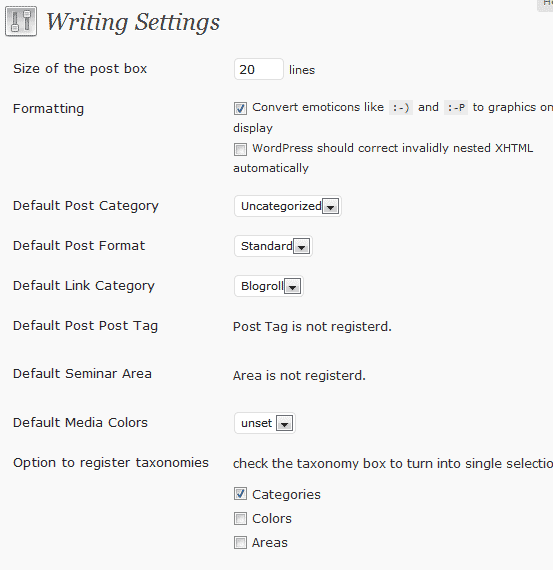 Writing Settings
Size of the post box 20 lines
Formatting Convert emoticons like :-) and :-P to graphics on
display
WordPress should correct invalidly nested XHTML
automatically
Default Post Category Uncategorized
Default Post Format Standard
Default Link Category Blogroll
Default Post Post Tag Post Tag is not registerd.
Default Seminar Area Area is not registerd.
Default Media Colors unset
Option to register taxonomies check the taxonomy box to turn into single selectio
Categories
Colors
Areas